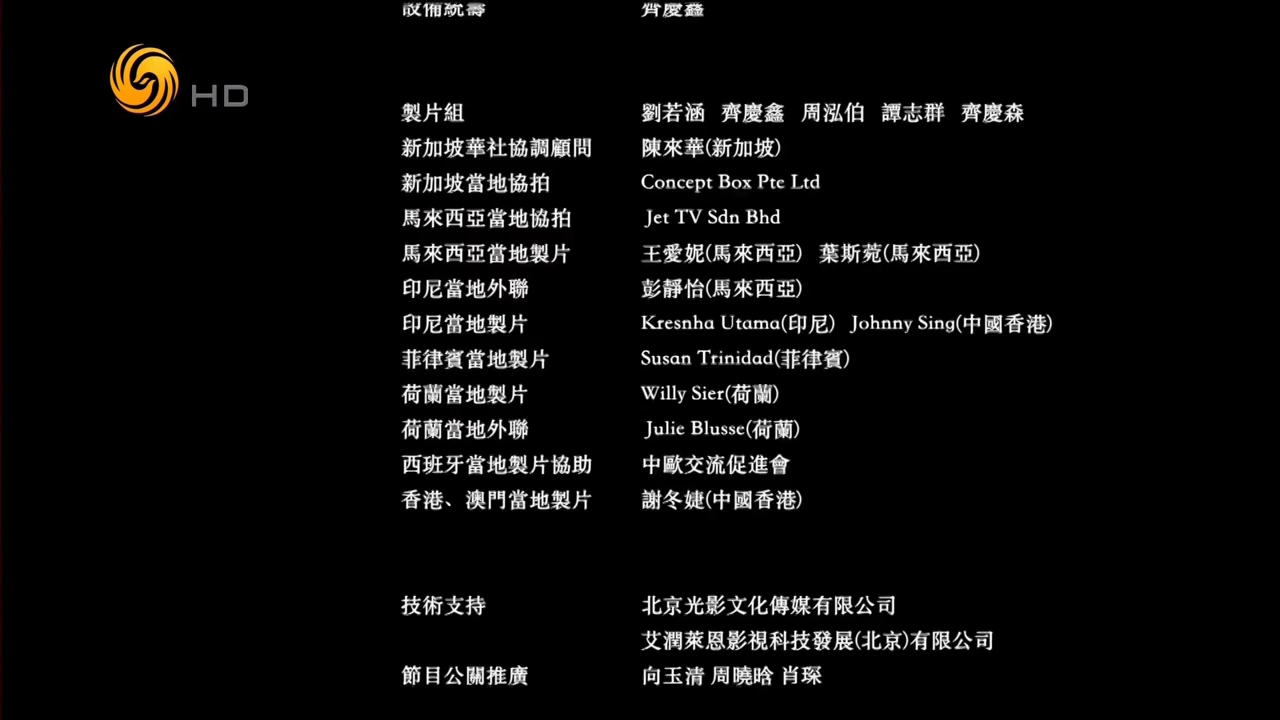 設備統籌 齊慶鑫
HD
製片組 劉若涵 齊慶鑫 周泓伯 譚志群 齊慶森
新加坡華社協調顧問 陳來華(新加坡)
新加坡當地協拍 Concept Box Pte Ltd
馬來西亞當地協拍 Jet TV Sdn Bhd
馬來西亞當地製片 王愛妮(馬來西亞) 葉斯菀(馬來西亞)
印尼當地外聯 彭靜怡(馬來西亞)
印尼當地製片 Kresnha Utama(印尼) Johnny Sing(中國香港)
菲律賓當地製片 Susan Trinidad(菲律賓)
荷蘭當地製片 Willy Sier(荷蘭)
荷蘭當地外聯 Julie Blusse(荷蘭)
西班牙當地製片協助 中歐交流促進會
香港、澳門當地製片 謝冬婕(中國香港)
技術支持 北京光影文化傳媒有限公司
艾潤萊恩影視科技發展(北京)有限公司
節目公關推廣 向玉清 周曉晗 肖琛